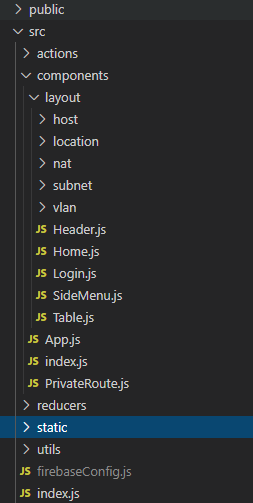 public
src
actions
components
layout
host
location
nat
subnet
vlan
JS Header.js
JS Home.js
JS Login.js
JS SideMenu.js
JS Table.js
JS App.js
JS index.js
JS PrivateRoute.js
reducers
static
utils
JS firebaseConfig.js
JS index.js